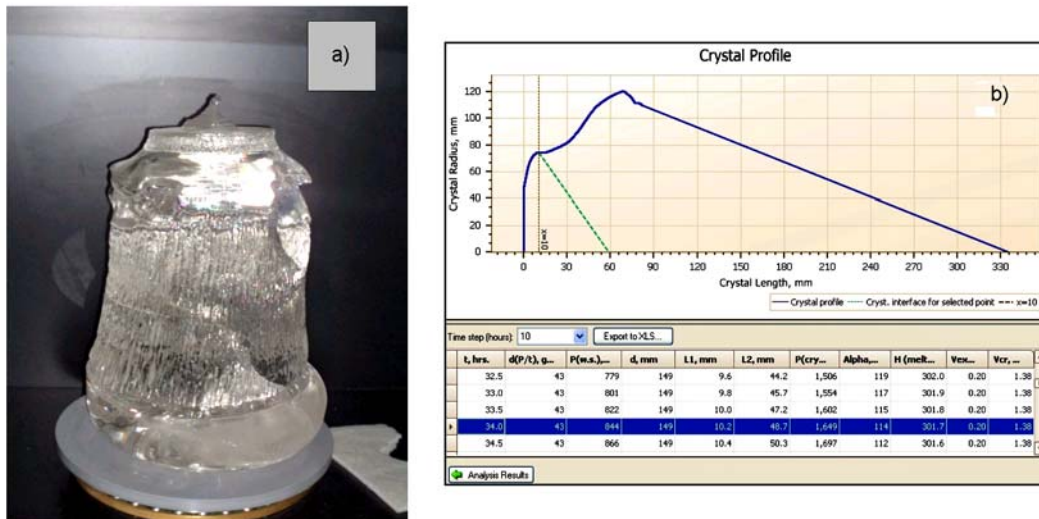 a)
Crystal Profile
b)
Crystal Radius, mm
120
100
80
60
40
20
0
x=10
0 30 60 90 120 150 180 210 240 270 300 330
Crystal Length, mm
Crystal profile Cryst. interface for selected point x=10
Time step (hours): 10 Export to XLS...
t, hrs. d(P/t), g... P(w.s.),... d, mm L1, mm L2, mm P(cry... Alpha,... H (melt... Vex... Vcr, ...
32.5 43 779 149 9.6 44.2 1,506 119 302.0 0.20 1.38
33.0 43 801 149 9.8 45.7 1,554 117 301.9 0.20 1.38
33.5 43 822 149 10.0 47.2 1,602 115 301.8 0.20 1.38
34.0 43 844 149 10.2 48.7 1,649 114 301.7 0.20 1.38
34.5 43 866 149 10.4 50.3 1,697 112 301.6 0.20 1.38
Analysis Results